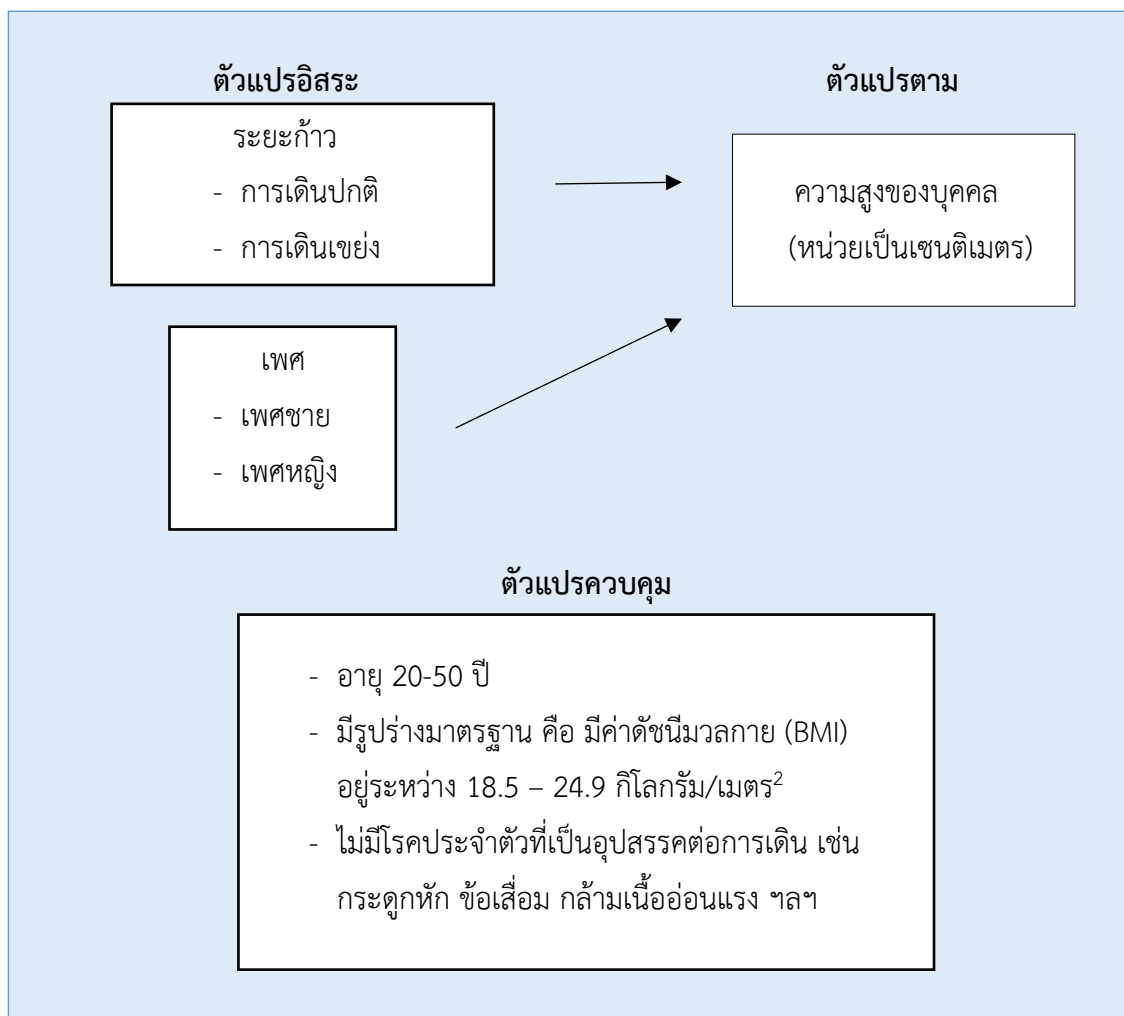 ตัวแปรอิสระ
ตัวแปรตาม
ระยะก้าว
- การเดินปกติ
- การเดินเขย่ง
ความสูงของบุคคล
(หน่วยเป็นเซนติเมตร)
เพศ
- เพศชาย
- เพศหญิง
ตัวแปรควบคุม
- อายุ 20-50 ปี
- มีรูปร่างมาตรฐาน คือ มีค่าดัชนีมวลกาย (BMI)
อยู่ระหว่าง 18.5 – 24.9 กิโลกรัม/เมตร²
- ไม่มีโรคประจำตัวที่เป็นอุปสรรคต่อการเดิน เช่น
กระดูกหัก ข้อเสื่อม กล้ามเนื้ออ่อนแรง ฯลฯ